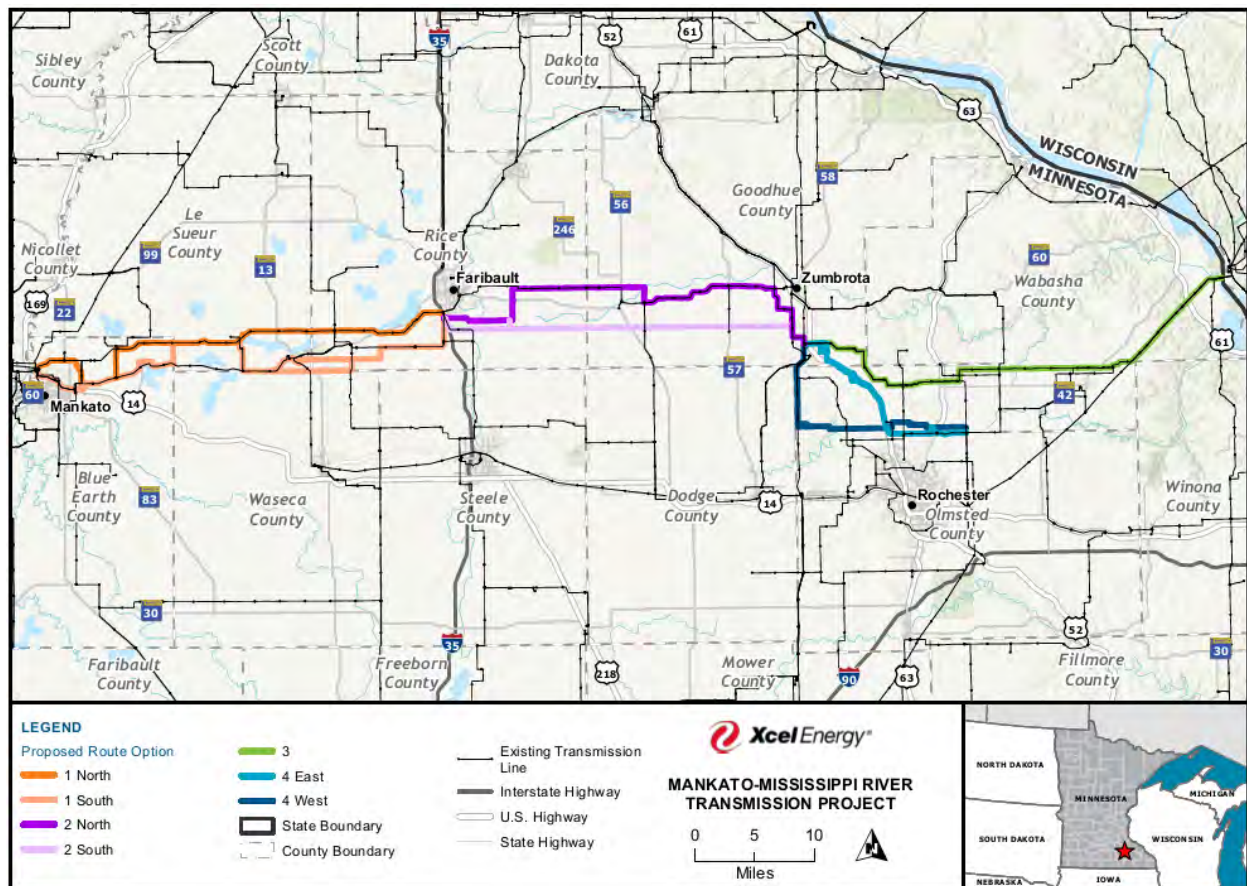 35
52
61
Scott
County
Sibley
County
Dakota
County
63
WISCONSIN
MINNESOTA
58
56
Goodhue
County
246
Le
Sueur
County
99
13
Rice
County
Nicollet
County
60
Wabasha
County
169
22
Faribault
Zumbrota
61
57
42
60
Mankato
14
Blue
Earth
County
83
Waseca
County
Steele
County
Dodge
County
14
Rochester
Olmsted
County
Winona
County
30
35
Faribault
County
Freeborn
County
218
Mower
County
90
63
52
Fillmore
County
30
LEGEND
Proposed Route Option
1 North
1 South
2 North
2 South
3
4 East
4 West
State Boundary
County Boundary
Existing Transmission
Line
Interstate Highway
U.S. Highway
State Highway
Xcel Energy®
MANKATO-MISSISSIPPI RIVER
TRANSMISSION PROJECT
0 5 10
Miles
NORTH DAKOTA
MINNESOTA
MICHIGAN
SOUTH DAKOTA
WISCONSIN
NEBRASKA
IOWA